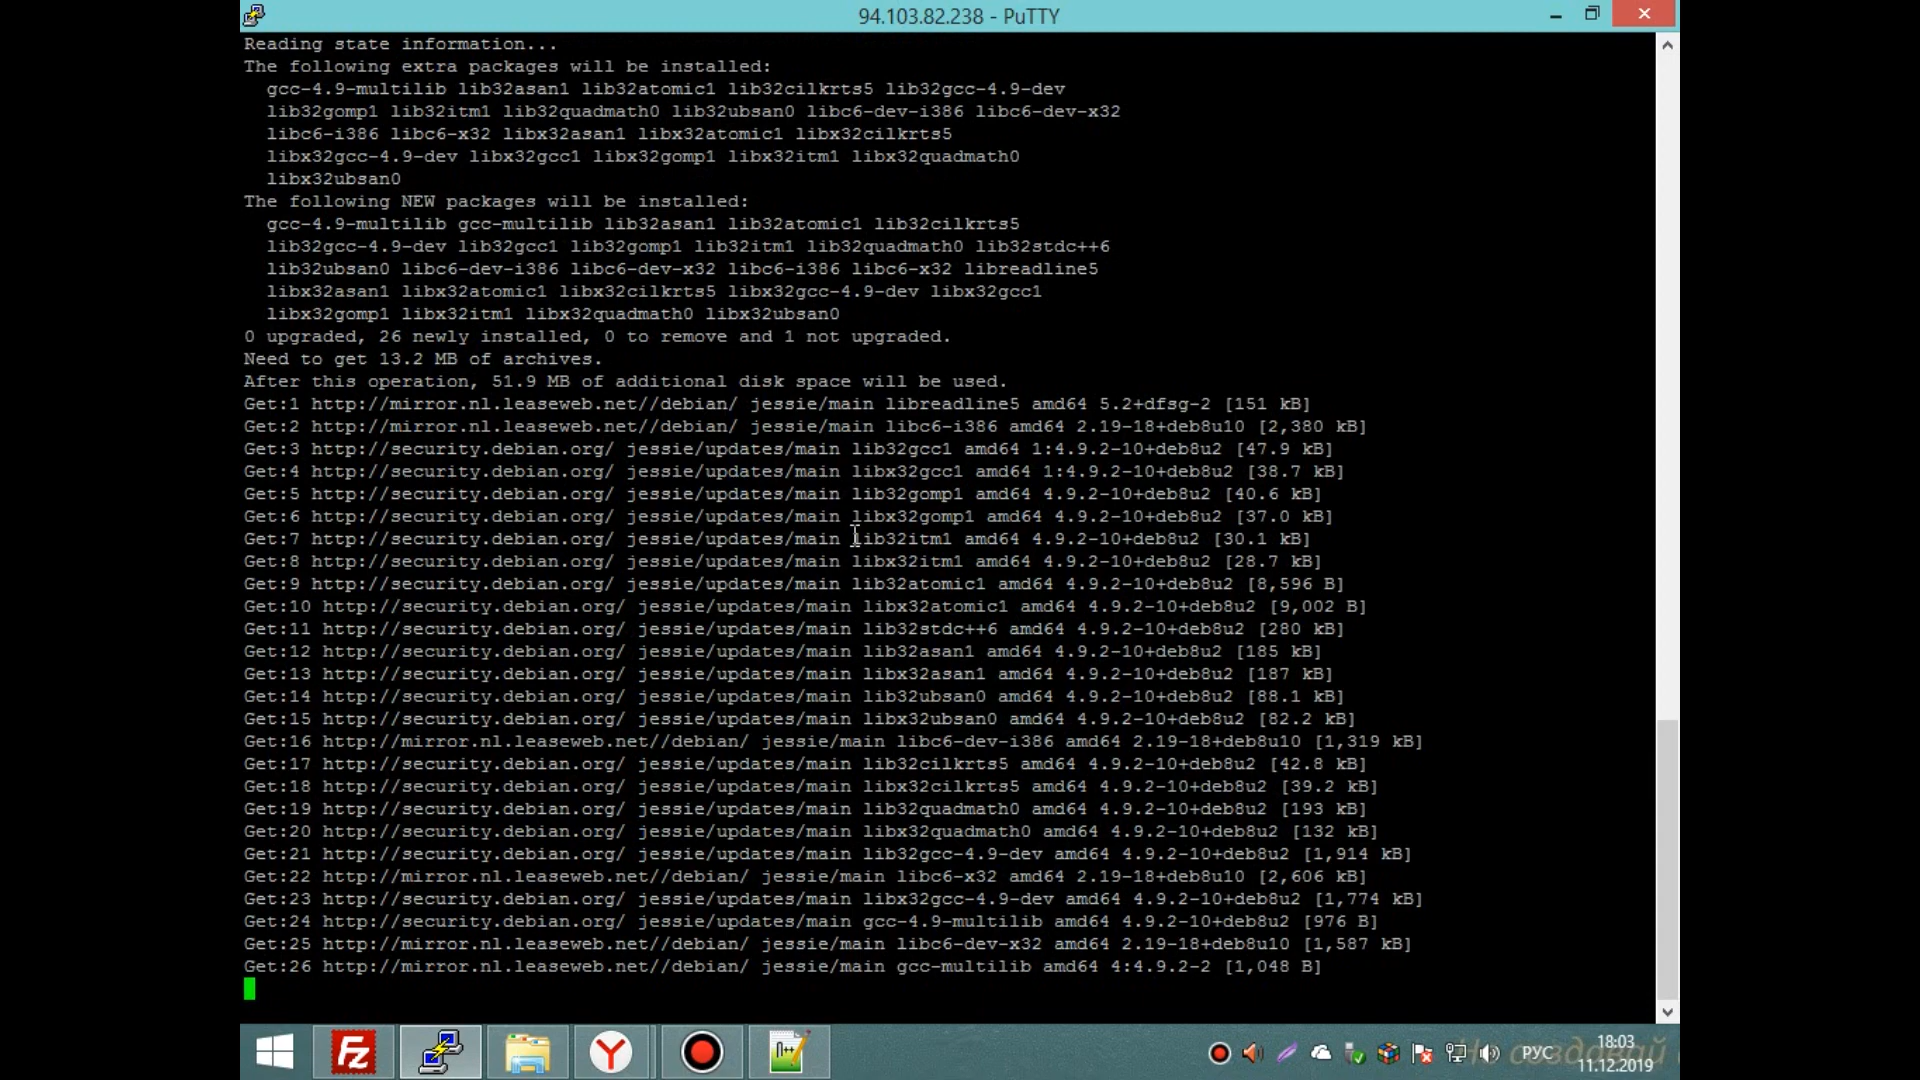 94.103.82.238 - PuTTY
Reading state information...
The following extra packages will be installed:
gcc-4.9-multilib lib32asan1 lib32atomic1 lib32cilkrts5 lib32gcc-4.9-dev
lib32gomp1 lib32itm1 lib32quadmath0 lib32ubsan0 libc6-dev-i386 libc6-dev-x32
libc6-i386 libc6-x32 libx32asan1 libx32atomic1 libx32cilkrts5
libx32gcc-4.9-dev libx32gcc1 libx32gomp1 libx32itm1 libx32quadmath0
libx32ubsan0
The following NEW packages will be installed:
gcc-4.9-multilib gcc-multilib lib32asan1 lib32atomic1 lib32cilkrts5
lib32gcc-4.9-dev lib32gcc1 lib32gomp1 lib32itm1 lib32quadmath0 lib32stdc++6
lib32ubsan0 libc6-dev-i386 libc6-dev-x32 libc6-i386 libc6-x32 libreadline5
libx32asan1 libx32atomic1 libx32cilkrts5 libx32gcc-4.9-dev libx32gcc1
libx32gomp1 libx32itm1 libx32quadmath0 libx32ubsan0
0 upgraded, 26 newly installed, 0 to remove and 1 not upgraded.
Need to get 13.2 MB of archives.
After this operation, 51.9 MB of additional disk space will be used.
Get:1 http://mirror.nl.leaseweb.net//debian/ jessie/main libreadline5 amd64 5.2+dfsg-2 [151 kB]
Get:2 http://mirror.nl.leaseweb.net//debian/ jessie/main libc6-i386 amd64 2.19-18+deb8u10 [2,380 kB]
Get:3 http://security.debian.org/ jessie/updates/main lib32gcc1 amd64 1:4.9.2-10+deb8u2 [47.9 kB]
Get:4 http://security.debian.org/ jessie/updates/main libx32gcc1 amd64 1:4.9.2-10+deb8u2 [38.7 kB]
Get:5 http://security.debian.org/ jessie/updates/main lib32gomp1 amd64 4.9.2-10+deb8u2 [40.6 kB]
Get:6 http://security.debian.org/ jessie/updates/main libx32gomp1 amd64 4.9.2-10+deb8u2 [37.0 kB]
Get:7 http://security.debian.org/ jessie/updates/main lib32itm1 amd64 4.9.2-10+deb8u2 [30.1 kB]
Get:8 http://security.debian.org/ jessie/updates/main libx32itm1 amd64 4.9.2-10+deb8u2 [28.7 kB]
Get:9 http://security.debian.org/ jessie/updates/main lib32atomic1 amd64 4.9.2-10+deb8u2 [8,596 B]
Get:10 http://security.debian.org/ jessie/updates/main libx32atomic1 amd64 4.9.2-10+deb8u2 [9,002 B]
Get:11 http://security.debian.org/ jessie/updates/main lib32stdc++6 amd64 4.9.2-10+deb8u2 [280 kB]
Get:12 http://security.debian.org/ jessie/updates/main lib32asan1 amd64 4.9.2-10+deb8u2 [185 kB]
Get:13 http://security.debian.org/ jessie/updates/main libx32asan1 amd64 4.9.2-10+deb8u2 [187 kB]
Get:14 http://security.debian.org/ jessie/updates/main lib32ubsan0 amd64 4.9.2-10+deb8u2 [88.1 kB]
Get:15 http://security.debian.org/ jessie/updates/main libx32ubsan0 amd64 4.9.2-10+deb8u2 [82.2 kB]
Get:16 http://mirror.nl.leaseweb.net//debian/ jessie/main libc6-dev-i386 amd64 2.19-18+deb8u10 [1,319 kB]
Get:17 http://security.debian.org/ jessie/updates/main lib32cilkrts5 amd64 4.9.2-10+deb8u2 [42.8 kB]
Get:18 http://security.debian.org/ jessie/updates/main libx32cilkrts5 amd64 4.9.2-10+deb8u2 [39.2 kB]
Get:19 http://security.debian.org/ jessie/updates/main lib32quadmath0 amd64 4.9.2-10+deb8u2 [193 kB]
Get:20 http://security.debian.org/ jessie/updates/main libx32quadmath0 amd64 4.9.2-10+deb8u2 [132 kB]
Get:21 http://security.debian.org/ jessie/updates/main lib32gcc-4.9-dev amd64 4.9.2-10+deb8u2 [1,914 kB]
Get:22 http://mirror.nl.leaseweb.net//debian/ jessie/main libc6-x32 amd64 2.19-18+deb8u10 [2,606 kB]
Get:23 http://security.debian.org/ jessie/updates/main libx32gcc-4.9-dev amd64 4.9.2-10+deb8u2 [1,774 kB]
Get:24 http://security.debian.org/ jessie/updates/main gcc-4.9-multilib amd64 4.9.2-10+deb8u2 [976 B]
Get:25 http://mirror.nl.leaseweb.net//debian/ jessie/main libc6-dev-x32 amd64 2.19-18+deb8u10 [1,587 kB]
Get:26 http://mirror.nl.leaseweb.net//debian/ jessie/main gcc-multilib amd64 4:4.9.2-2 [1,048 B]
РУС
18:03
11.12.2019